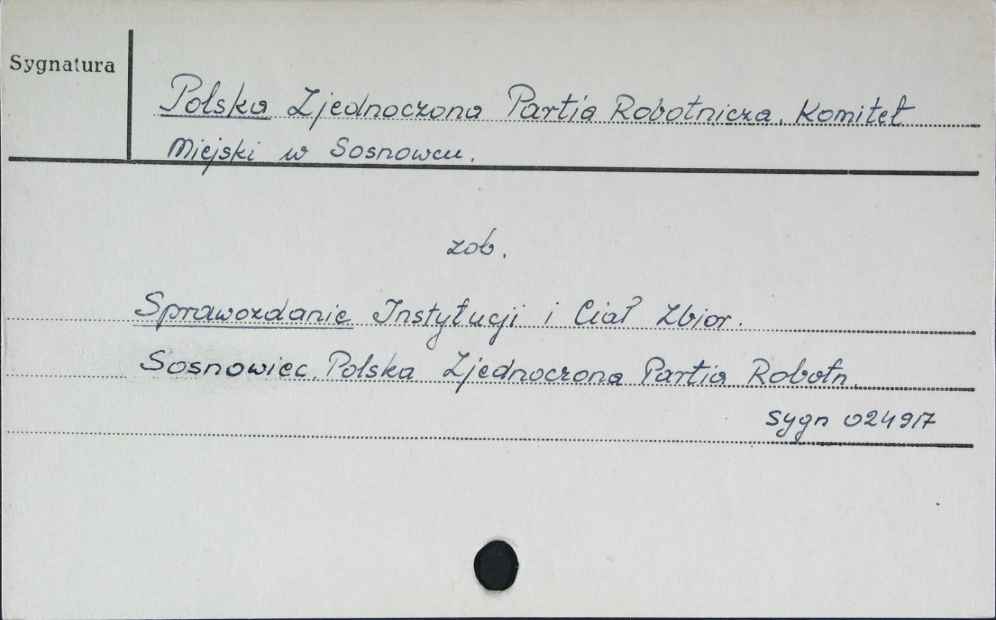 Sygnatura
Polska Zjednoczona Partia Robotnicza. Komitet
Miejski w Sosnowcu.
zob.
Sprawozdanie Instytucji i Ciał Zbior.
Sosnowiec. Polska Zjednoczona Partia Robotn.
Sygn 024917